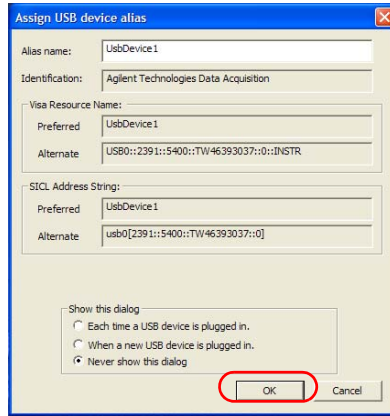 Assign USB device alias
Alias name: UsbDevice1
Identification: Agilent Technologies Data Acquisition
Visa Resource Name:
Preferred UsbDevice1
Alternate USB0::2391::5400::TW46393037::0::INSTR
SICL Address String:
Preferred UsbDevice1
Alternate usb0[2391::5400::TW46393037::0]
Show this dialog
Each time a USB device is plugged in.
When a new USB device is plugged in.
Never show this dialog
OK Cancel